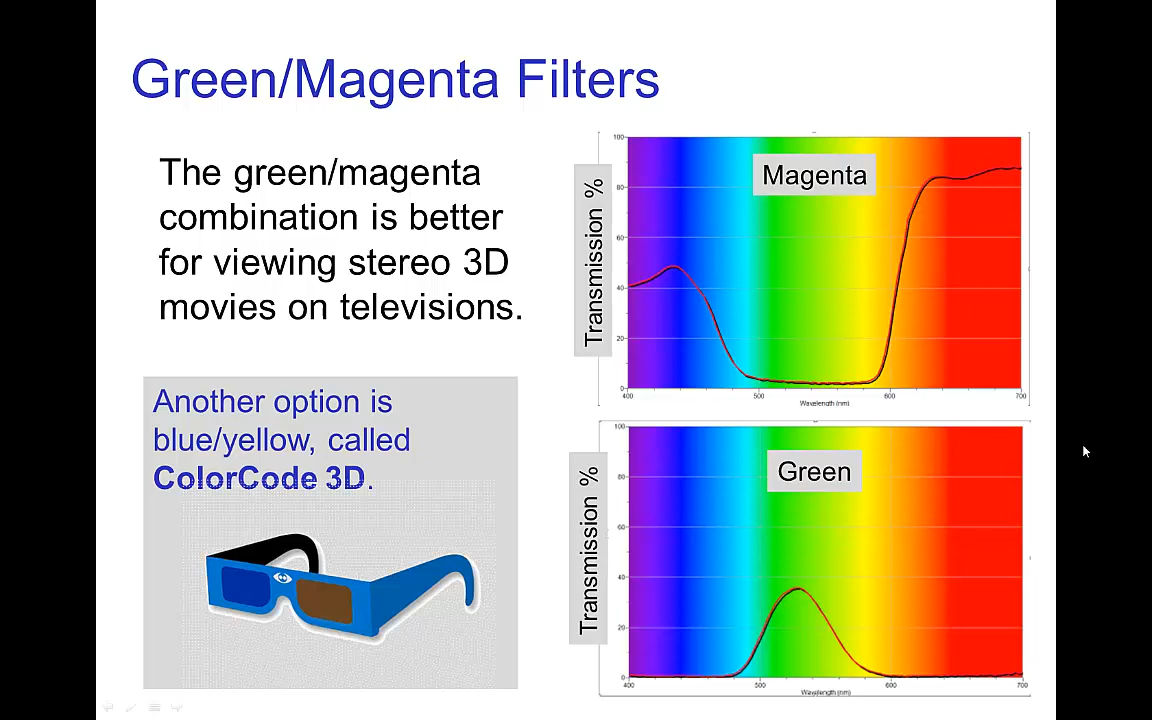 Green/Magenta Filters
The green/magenta
combination is better
for viewing stereo 3D
movies on televisions.
Another option is
blue/yellow, called
ColorCode 3D.
Magenta
Transmission %
100
80
60
40
20
0
400
500
600
700
Wavelength (nm)
Green
Transmission %
100
80
60
40
20
0
400
500
600
700
Wavelength (nm)